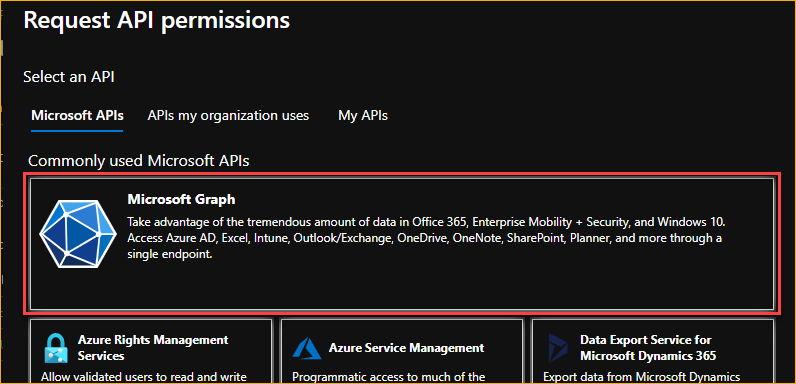 Request API permissions
Select an API
Microsoft APIs APIs my organization uses My APIs
Commonly used Microsoft APIs
Microsoft Graph
Take advantage of the tremendous amount of data in Office 365, Enterprise Mobility + Security, and Windows 10.
Access Azure AD, Excel, Intune, Outlook/Exchange, OneDrive, OneNote, SharePoint, Planner, and more through a
single endpoint.
Azure Rights Management
Services
Allow validated users to read and write
Azure Service Management
Programmatic access to much of the
Data Export Service for
Microsoft Dynamics 365
Export data from Microsoft Dynamics